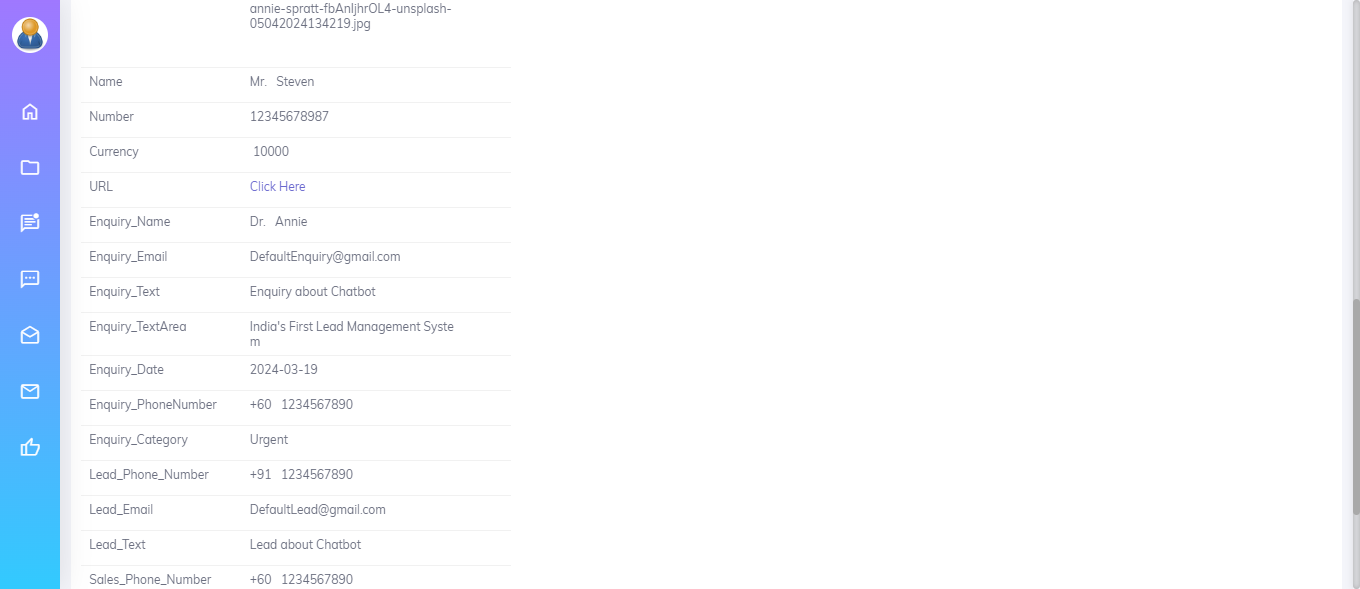 annie-spratt-fbAnIjhrOL4-unsplash-
05042024134219.jpg
Name Mr. Steven
Number 12345678987
Currency 10000
URL Click Here
Enquiry_Name Dr. Annie
Enquiry_Email DefaultEnquiry@gmail.com
Enquiry_Text Enquiry about Chatbot
Enquiry_TextArea India's First Lead Management Syste
m
Enquiry_Date 2024-03-19
Enquiry_PhoneNumber +60 1234567890
Enquiry_Category Urgent
Lead_Phone_Number +91 1234567890
Lead_Email DefaultLead@gmail.com
Lead_Text Lead about Chatbot
Sales_Phone_Number +60 1234567890